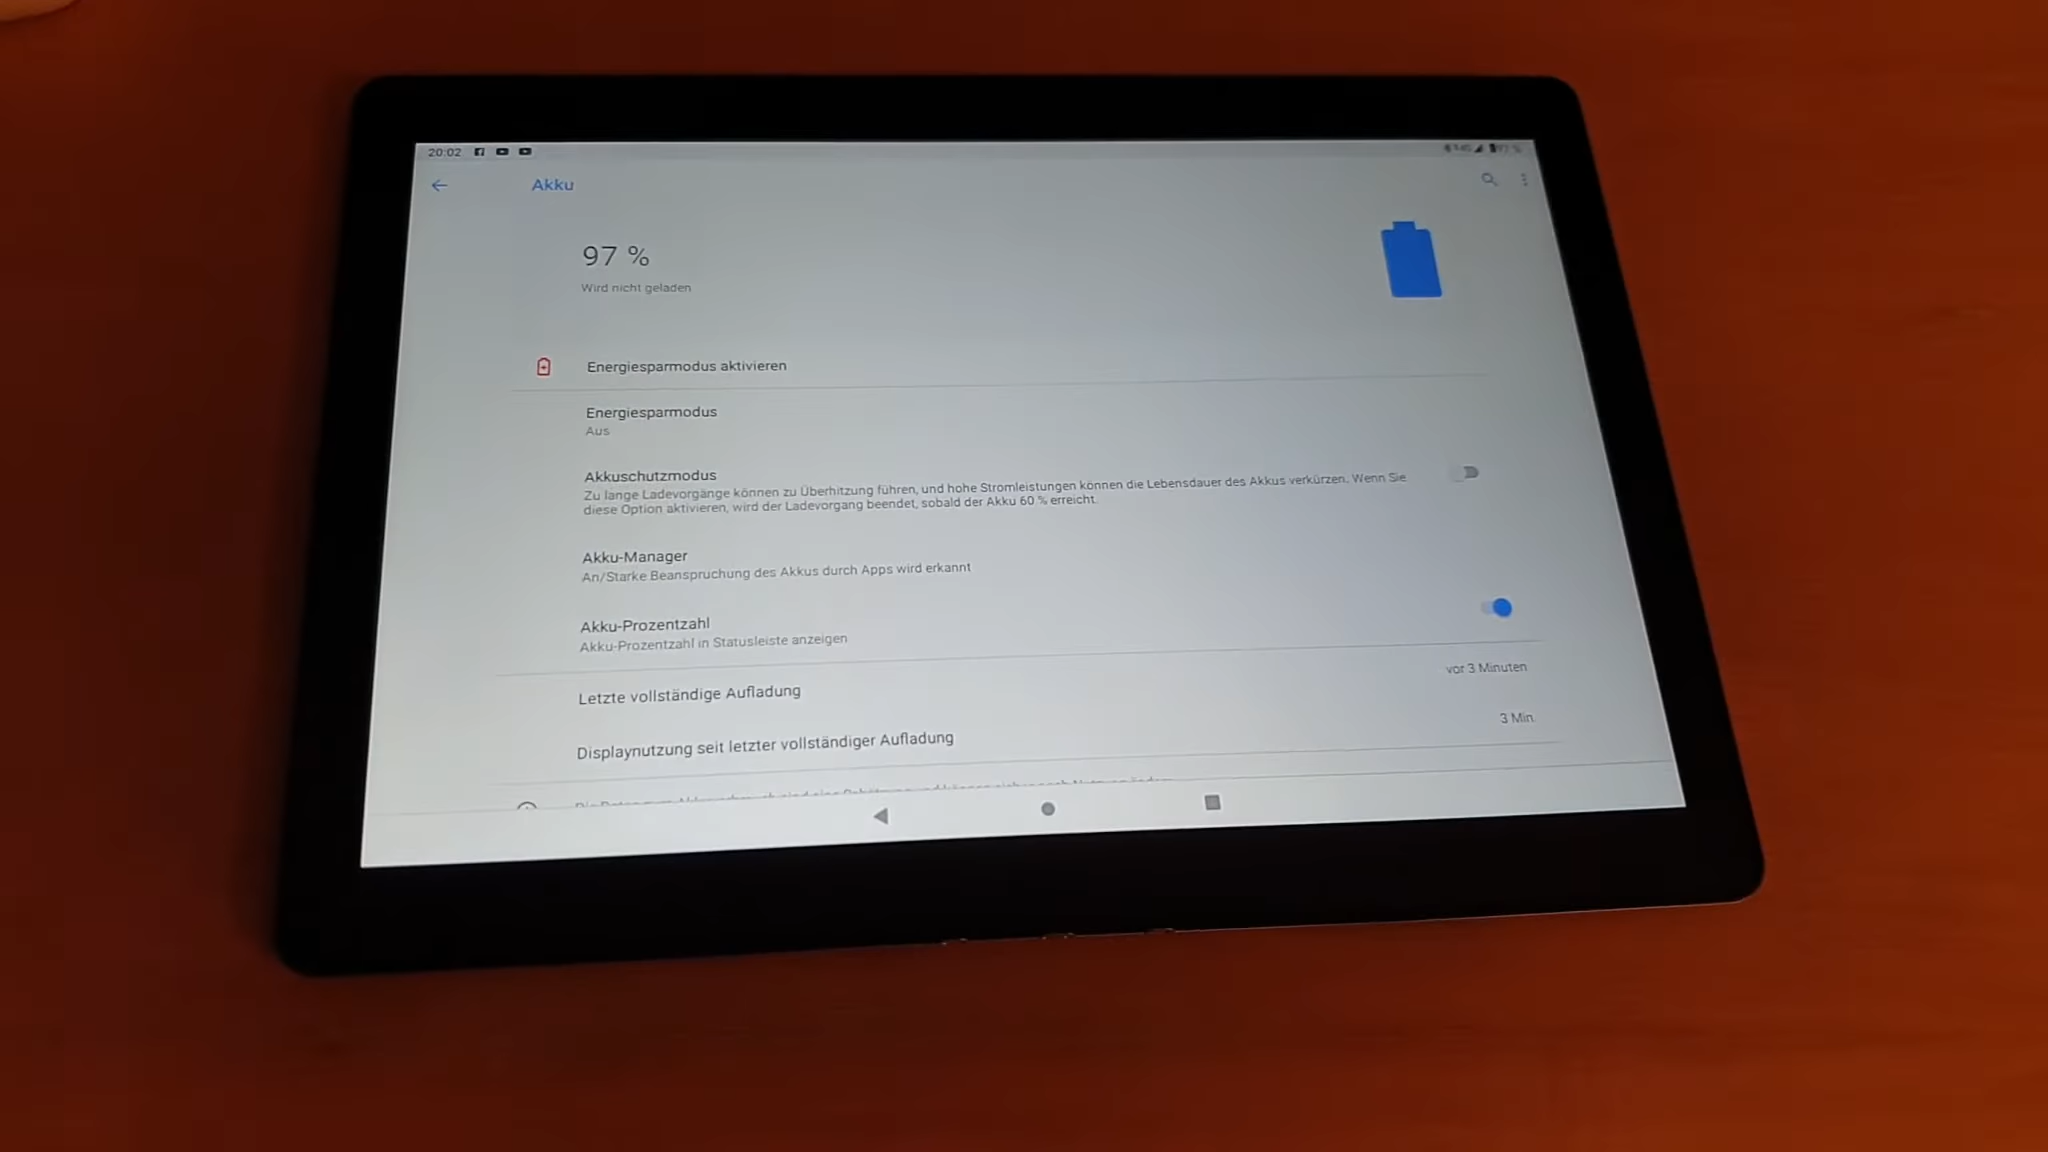 20:02
Akku
97 %
Wird nicht geladen
Energiesparmodus aktivieren
Energiesparmodus
Aus
Akkuschutzmodus
Zu lange Ladevorgänge können zu Überhitzung führen, und hohe Stromleistungen können die Lebensdauer des Akkus verkürzen. Wenn Sie
diese Option aktivieren, wird der Ladevorgang beendet, sobald der Akku 60 % erreicht.
Akku-Manager
An/Starke Beanspruchung des Akkus durch Apps wird erkannt
Akku-Prozentzahl
Akku-Prozentzahl in Statusleiste anzeigen
Letzte vollständige Aufladung
vor 3 Minuten
Displaynutzung seit letzter vollständiger Aufladung
3 Min.